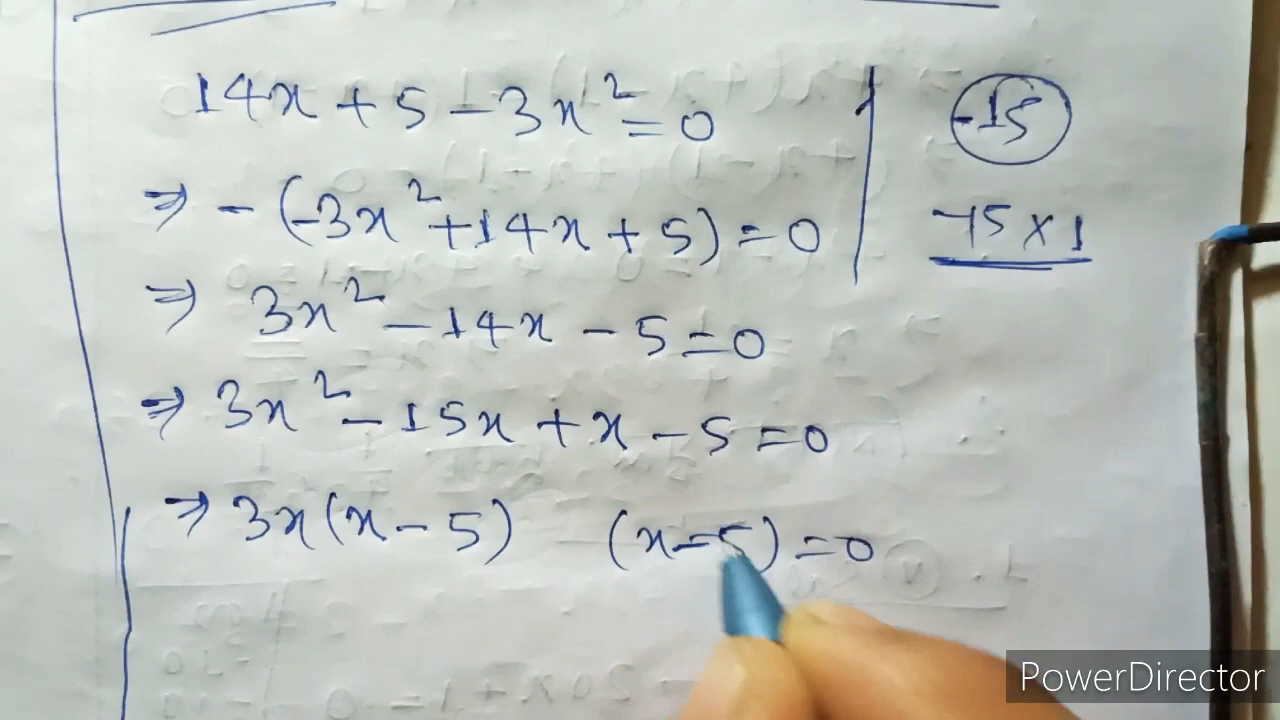 14x + 5 - 3x² = 0
⇒ - (-3x² + 14x + 5) = 0
⇒ 3x² - 14x - 5 = 0
⇒ 3x² - 15x + x - 5 = 0
⇒ 3x(x - 5) (x - 5) = 0
-15
-15 × 1
PowerDirector